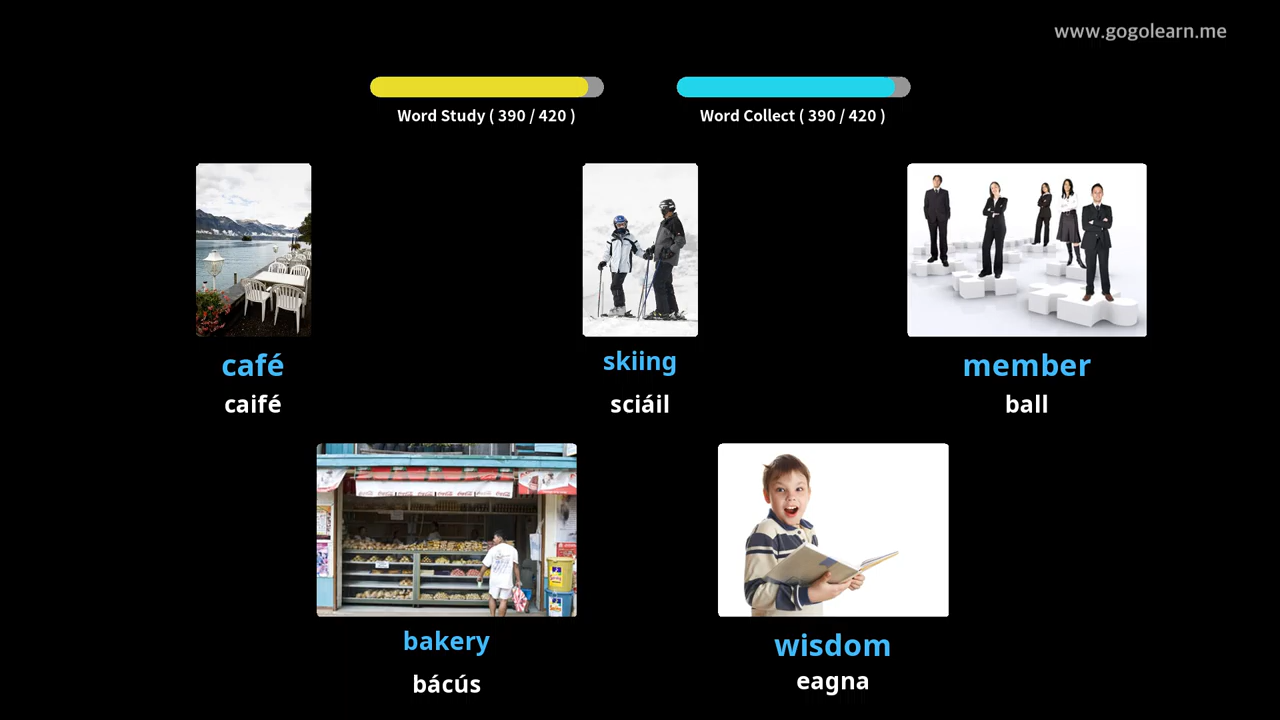 www.gogolearn.me
Word Study ( 390 / 420 )
Word Collect ( 390 / 420 )
café
caifé
skiing
sciáil
member
ball
bakery
bácús
wisdom
eagna